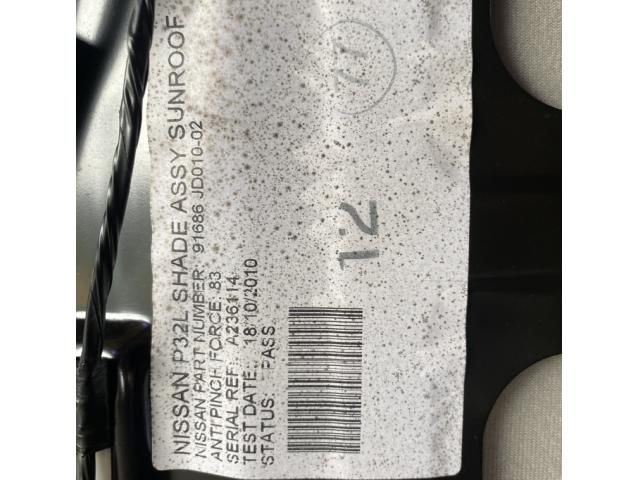 NISSAN P32L SHADE ASSY SUNROOF
NISSAN PART NUMBER: 91686 JD010-02
ANTI PINCH FORCE: 83
SERIAL REF: A236114
TEST DATE: 18/10/2010
STATUS: PASS
12